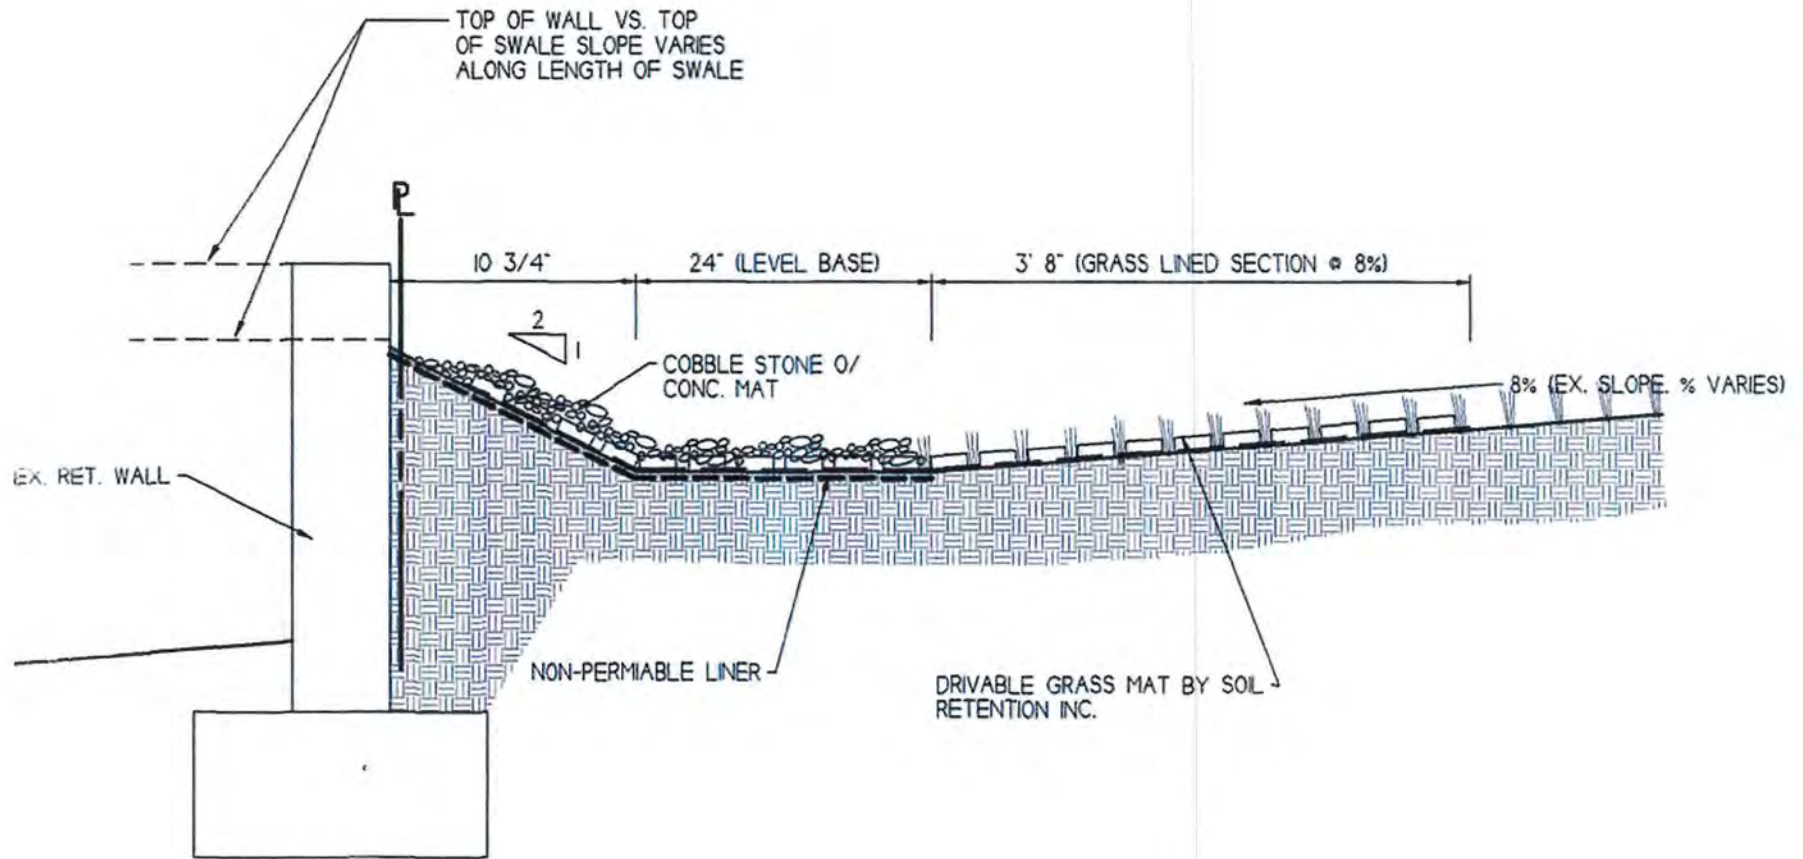 TOP OF WALL VS. TOP
OF SWALE SLOPE VARIES
ALONG LENGTH OF SWALE
PL
10 3/4"
24" (LEVEL BASE)
3' 8" (GRASS LINED SECTION @ 8%)
2
1
COBBLE STONE O/
CONC. MAT
8% (EX. SLOPE. % VARIES)
EX. RET. WALL
NON-PERMIABLE LINER
DRIVABLE GRASS MAT BY SOIL
RETENTION INC.